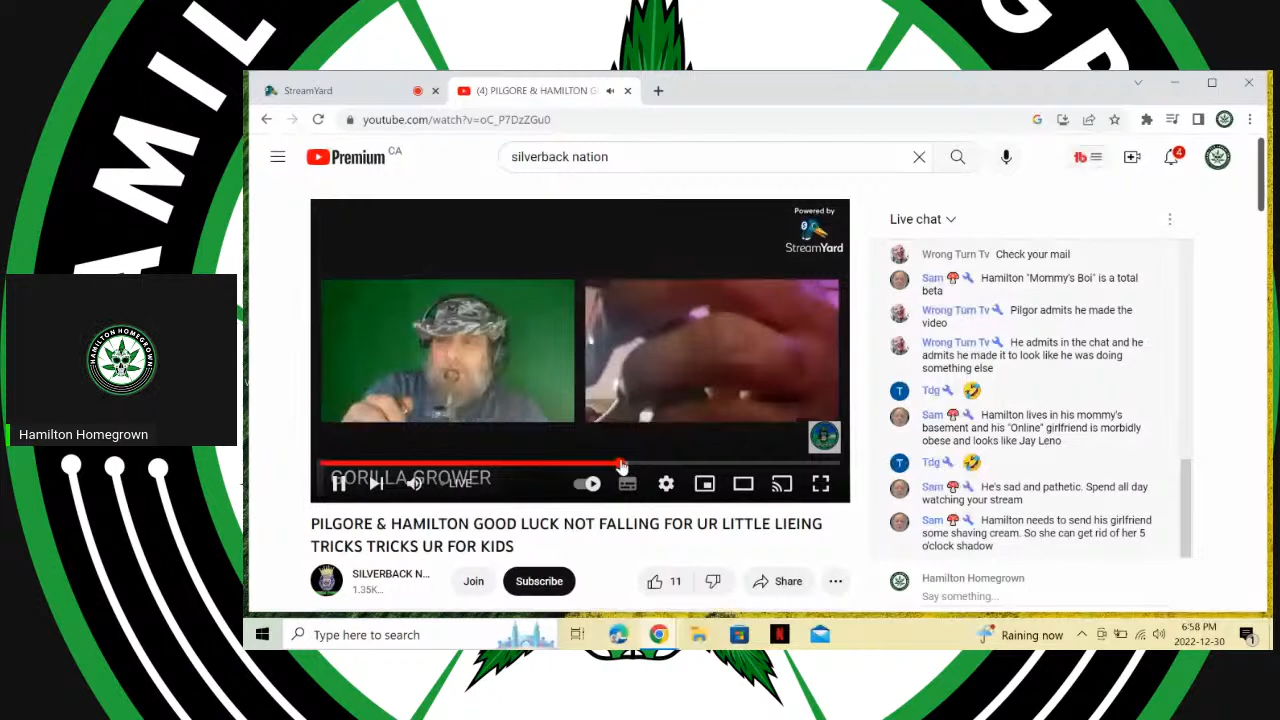 AMIL
GR
StreamYard
(4) PILGORE & HAMILTON G
youtube.com/watch?v=oC_P7DzZGu0
Premium CA
silverback nation
tb
4
Powered by
StreamYard
GORILLA GROWER
LIVE
PILGORE & HAMILTON GOOD LUCK NOT FALLING FOR UR LITTLE LIEING
TRICKS TRICKS UR FOR KIDS
SILVERBACK N...
1.35K...
Join
Subscribe
11
Share
Live chat
Wrong Turn Tv Check your mail
Sam Hamilton "Mommy's Boi" is a total
beta
Wrong Turn Tv Pilgor admits he made the
video
Wrong Turn Tv He admits in the chat and he
admits he made it to look like he was doing
something else
T Tdg
Sam Hamilton lives in his mommy's
basement and his "Online" girlfriend is morbidly
obese and looks like Jay Leno
T Tdg
Sam He's sad and pathetic. Spend all day
watching your stream
Sam Hamilton needs to send his girlfriend
some shaving cream. So she can get rid of her 5
o'clock shadow
Hamilton Homegrown
Say something...
HAMILTON HOMEGROWN
Hamilton Homegrown
Type here to search
Raining now
6:58 PM
2022-12-30